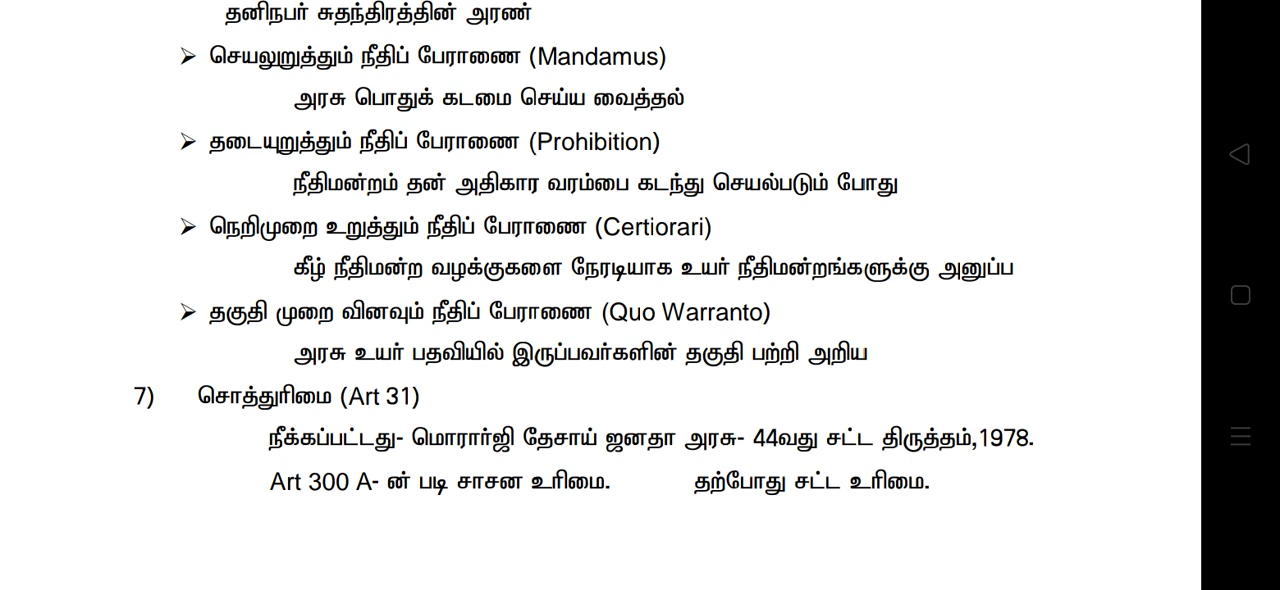 தனிநபர் சுதந்திரத்தின் அரண்
➢ செயலுறுத்தும் நீதிப் பேராணை (Mandamus)
அரசு பொதுக் கடமை செய்ய வைத்தல்
➢ தடையுறுத்தும் நீதிப் பேராணை (Prohibition)
நீதிமன்றம் தன் அதிகார வரம்பை கடந்து செயல்படும் போது
➢ நெறிமுறை உறுத்தும் நீதிப் பேராணை (Certiorari)
கீழ் நீதிமன்ற வழக்குகளை நேரடியாக உயர் நீதிமன்றங்களுக்கு அனுப்ப
➢ தகுதி முறை வினவும் நீதிப் பேராணை (Quo Warranto)
அரசு உயர் பதவியில் இருப்பவர்களின் தகுதி பற்றி அறிய
7) சொத்துரிமை (Art 31)
நீக்கப்பட்டது- மொரார்ஜி தேசாய் ஜனதா அரசு- 44வது சட்ட திருத்தம்,1978.
Art 300 A- ன் படி சாசன உரிமை. தற்போது சட்ட உரிமை.